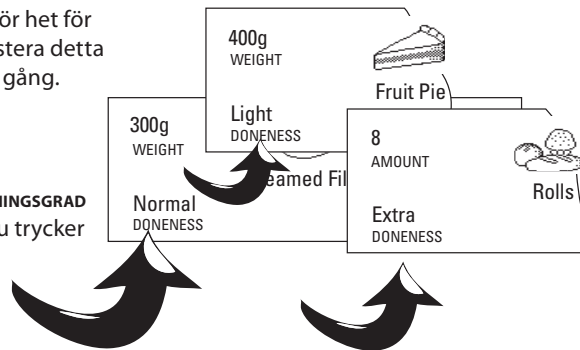 ör het för
stera detta
gång.
NINGSGRAD
u trycker
400g
WEIGHT
Fruit Pie
Light
DONENESS
300g
WEIGHT
eamed Fil
Normal
DONENESS
8
AMOUNT
Rolls
Extra
DONENESS